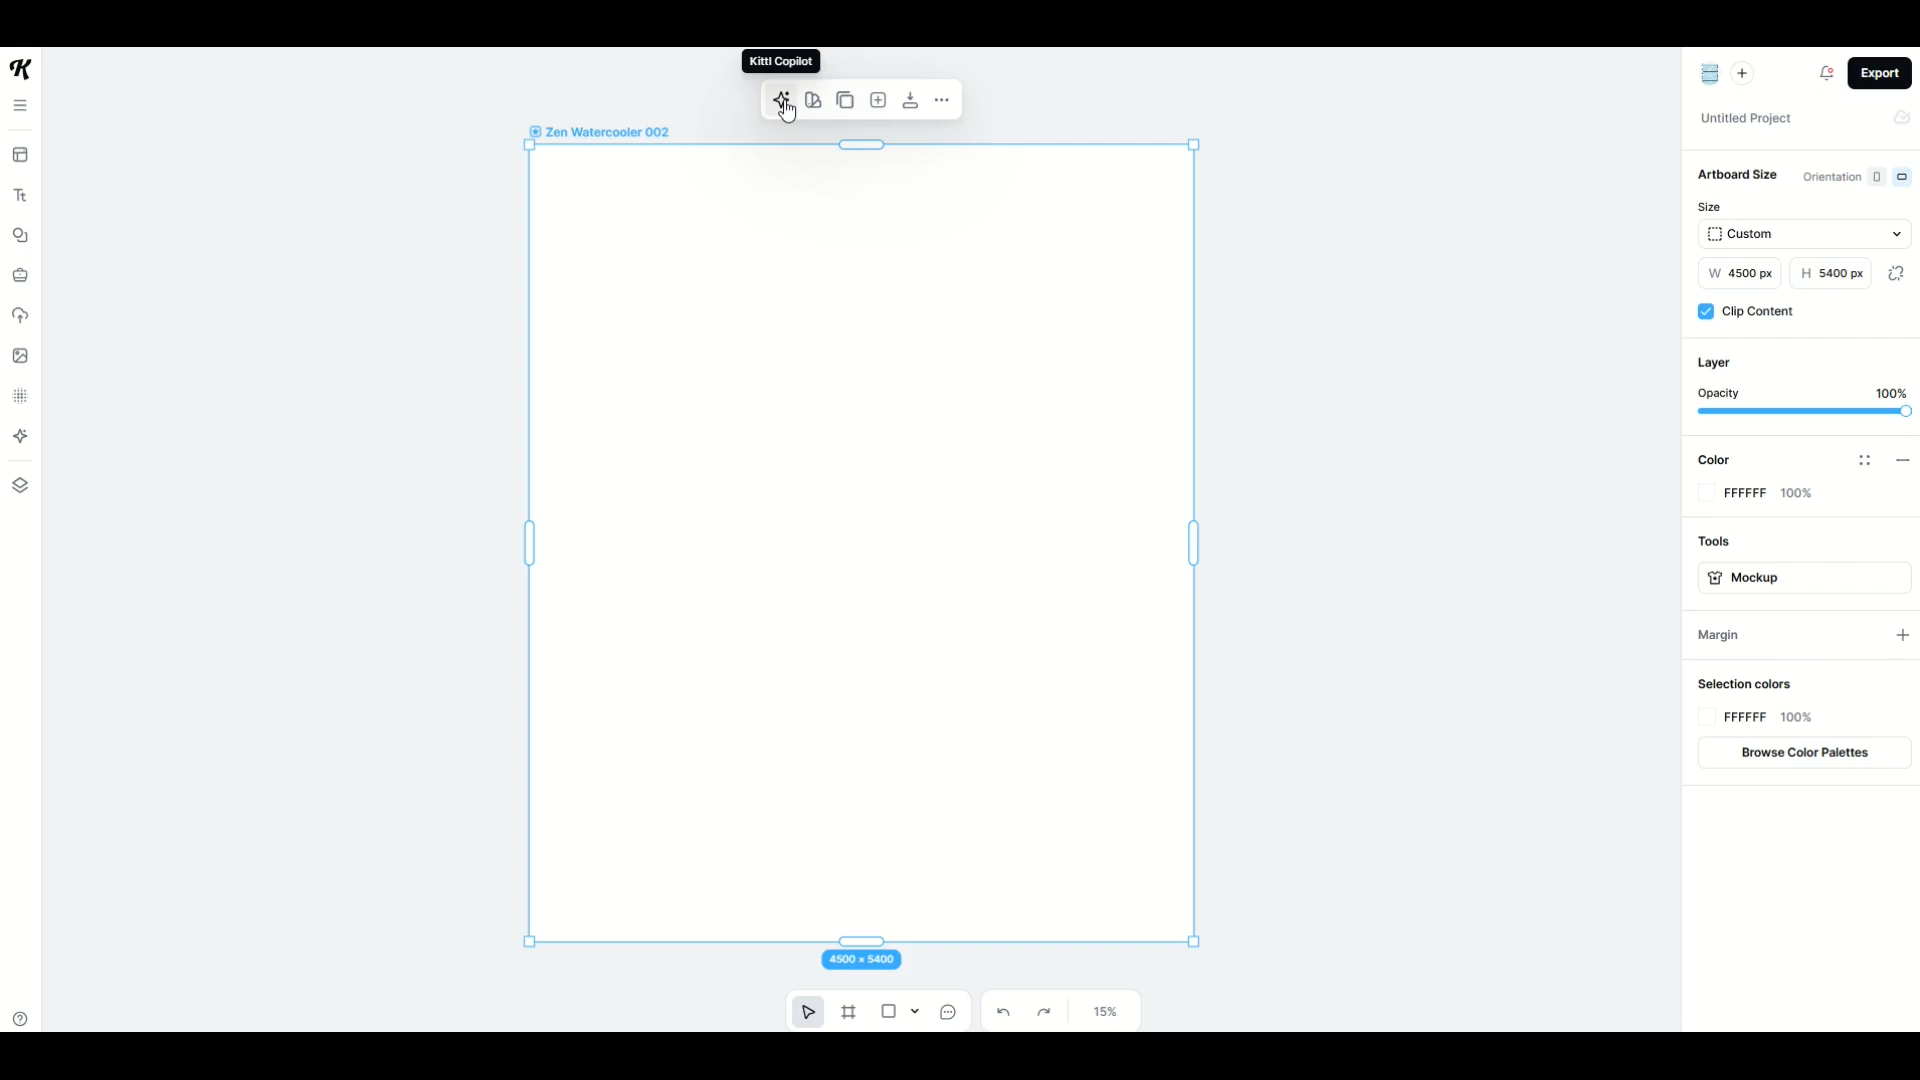 Kittl Copilot
Export
Untitled Project
Zen Watercooler 002
Artboard Size Orientation
Size
Custom
W 4500 px H 5400 px
Clip Content
Layer
Opacity 100%
Color
FFFFFF 100%
Tools
Mockup
Margin
Selection colors
FFFFFF 100%
Browse Color Palettes
4500 × 5400
15%